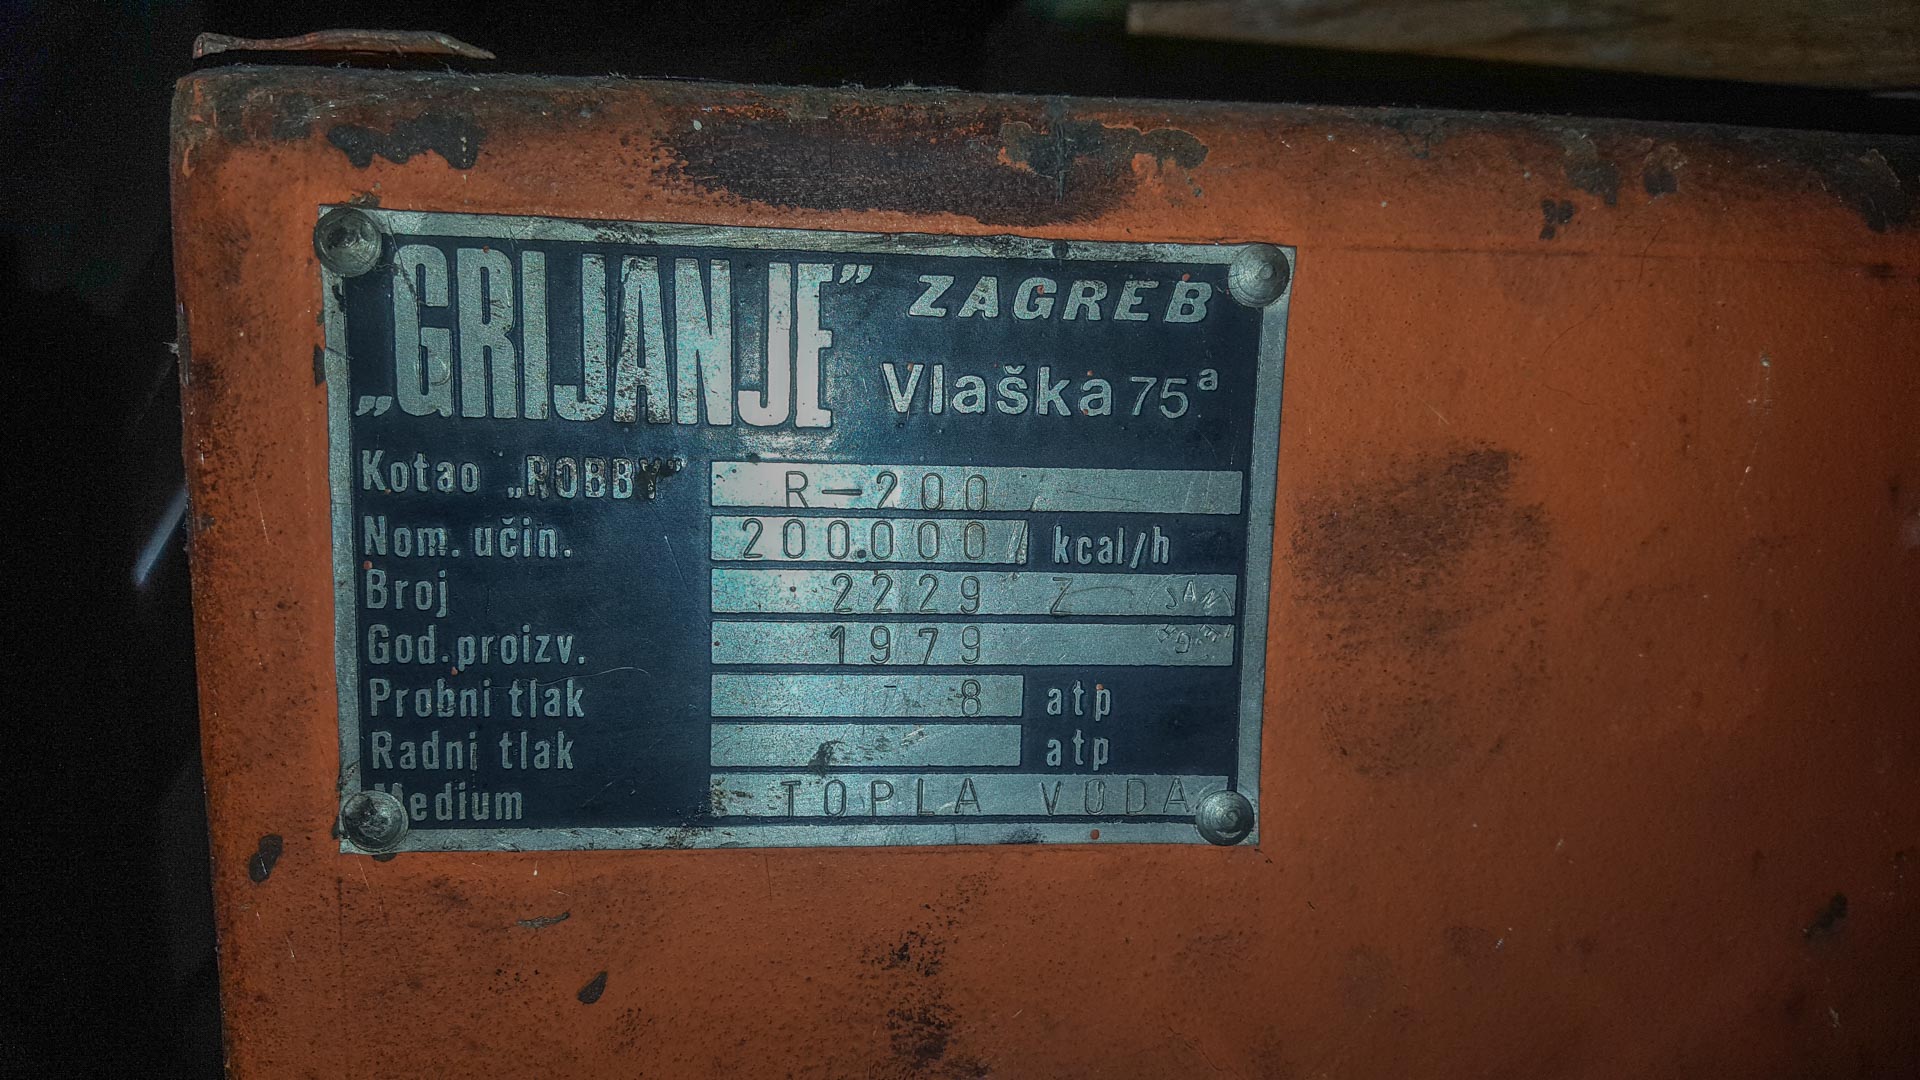 „GRIJANJE” ZAGREB
Vlaška 75ª
Kotao „ROBBY” R-200
Nom. učin. 200.000 kcal/h
Broj 2229 Z
God. proizv. 1979
Probni tlak 8 atp
Radni tlak atp
Medium TOPLA VODA